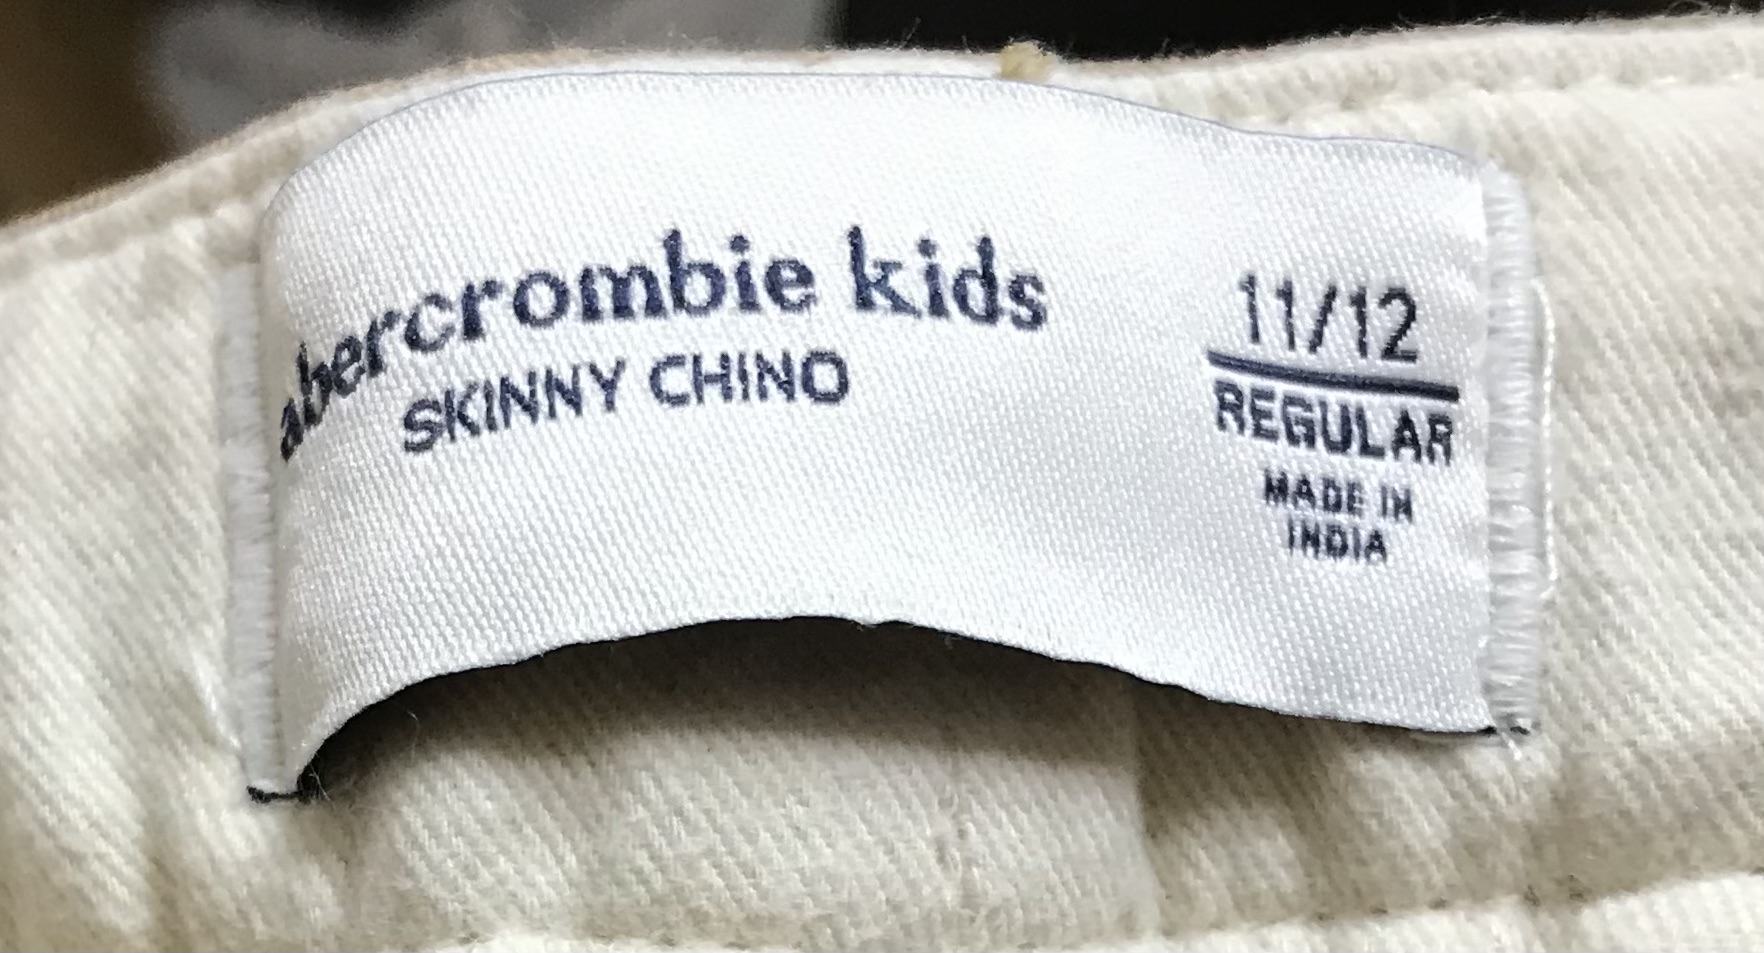 abercrombie kids
SKINNY CHINO
11/12
REGULAR
MADE IN
INDIA